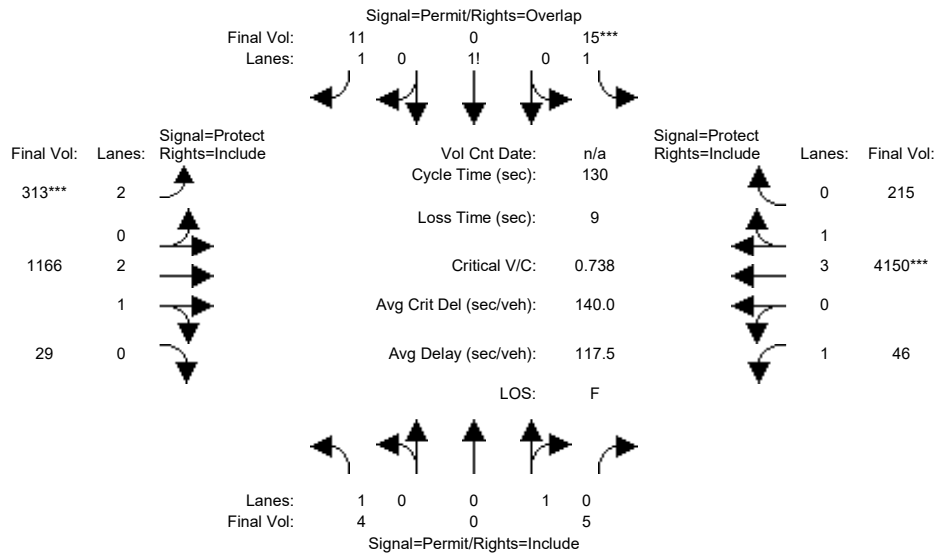 Signal=Permit/Rights=Overlap
Final Vol: 11 0 15***
Lanes: 1 0 1! 0 1
Signal=Protect Signal=Protect
Final Vol: Lanes: Rights=Include Vol Cnt Date: n/a Rights=Include Lanes: Final Vol:
Cycle Time (sec): 130
313*** 2 0 215
Loss Time (sec): 9
0 1
1166 2 Critical V/C: 0.738 3 4150***
1 Avg Crit Del (sec/veh): 140.0 0
29 0 Avg Delay (sec/veh): 117.5 1 46
LOS: F
Lanes: 1 0 0 1 0
Final Vol: 4 0 5
Signal=Permit/Rights=Include